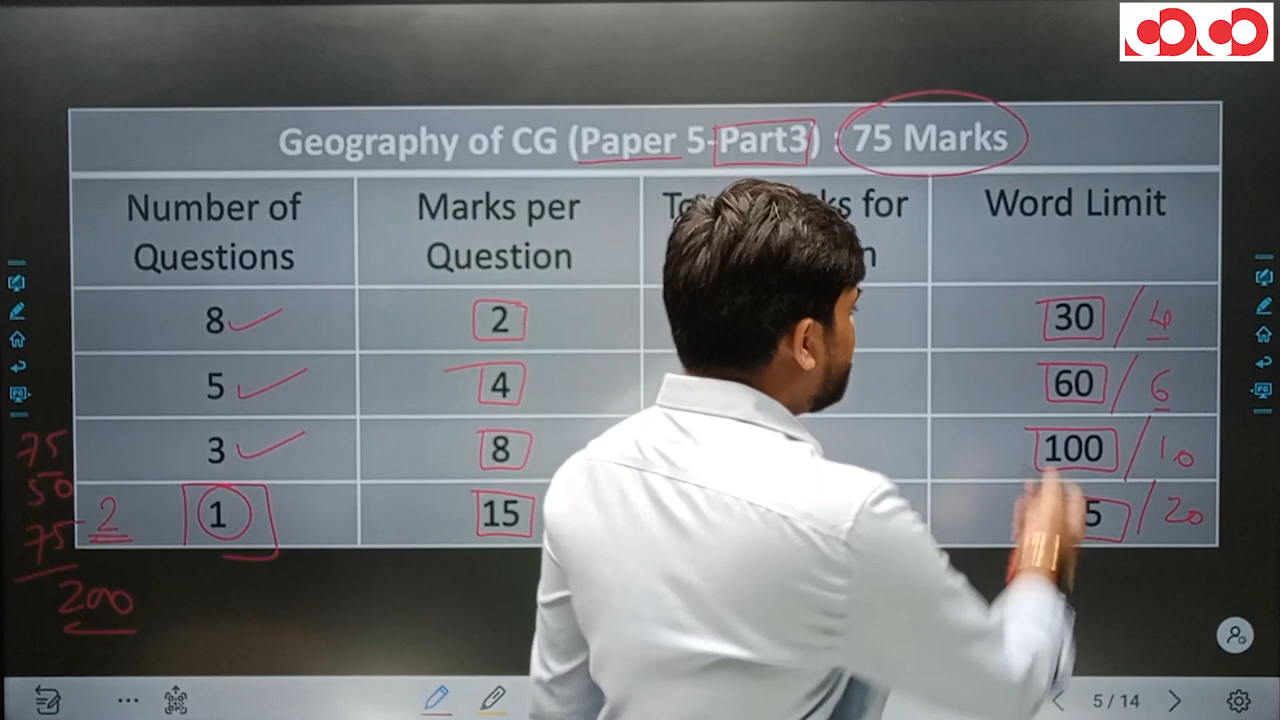 Geography of CG (Paper 5-Part3) : 75 Marks
Number of Questions
Marks per Question
for
Word Limit
8
2
30 / 4
5
4
60 / 6
3
8
100 / 10
2
1
15
5 / 20
75
50
75
200
5 / 14